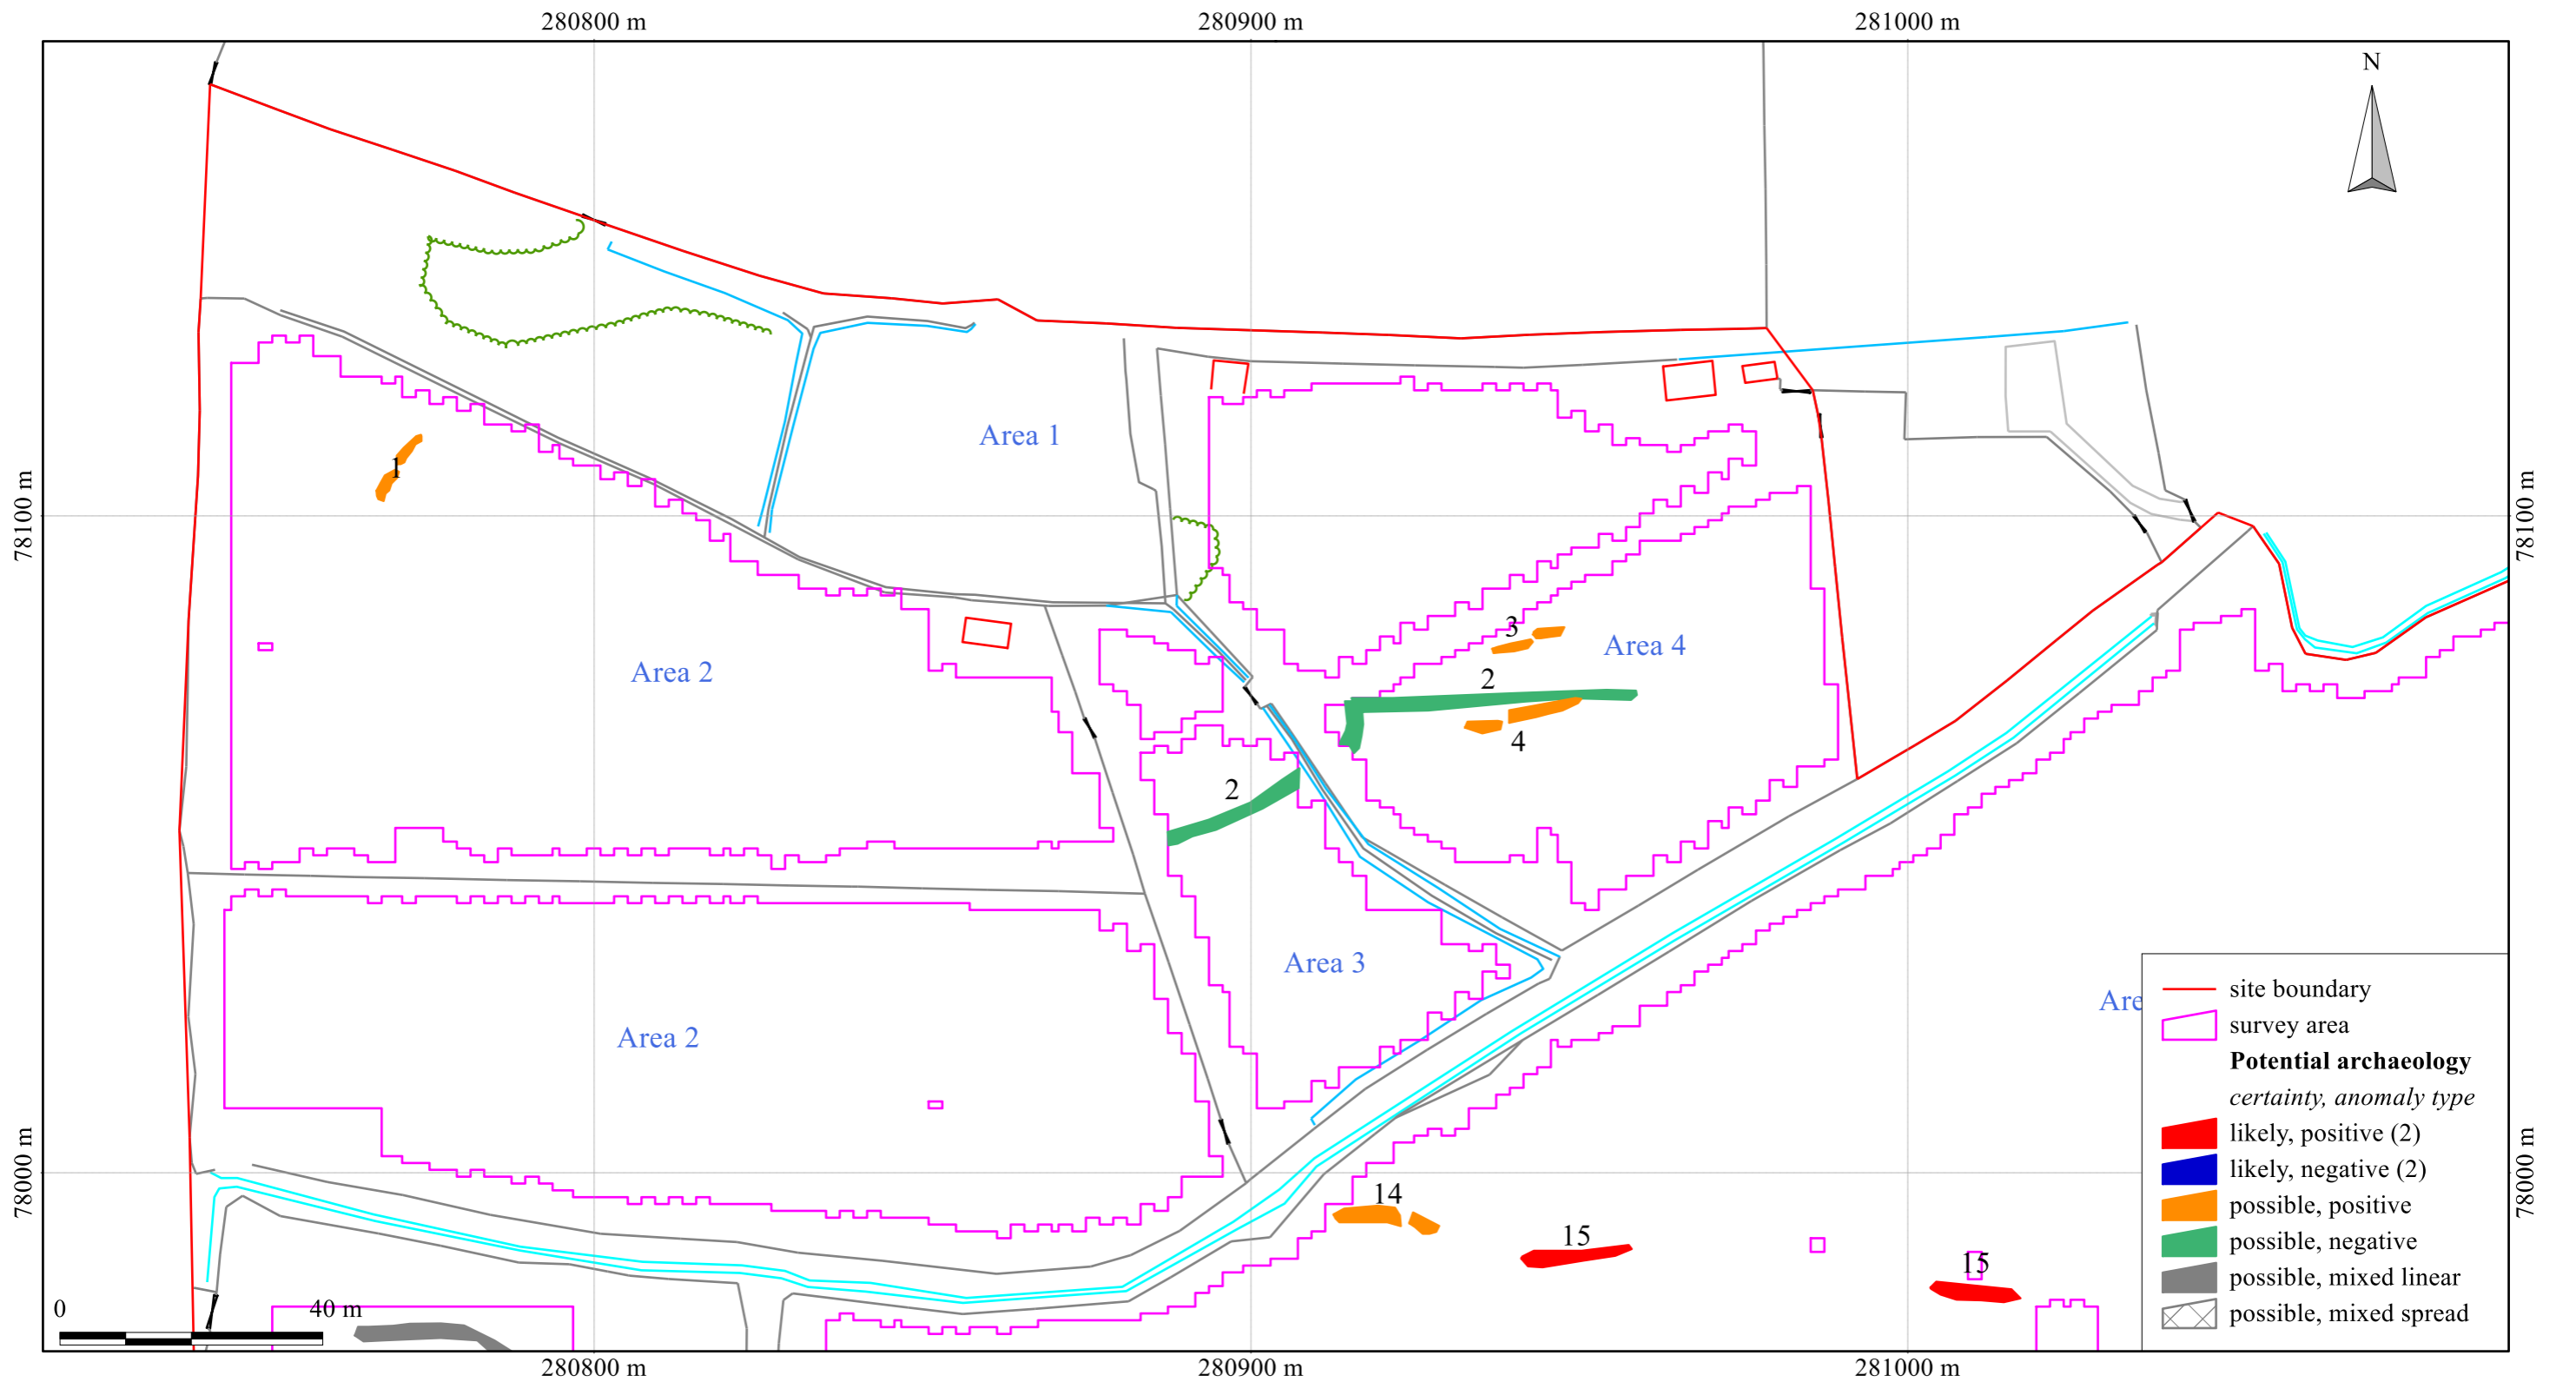 280800 m
280900 m
281000 m
N
Area 1
1
78100 m
78100 m
3
Area 4
Area 2
2
4
2
Area 3
Are
site boundary
survey area
Potential archaeology
certainty, anomaly type
Area 2
likely, positive (2)
likely, negative (2)
78000 m
78000 m
14
possible, positive
15
possible, negative
15
possible, mixed linear
0
40 m
possible, mixed spread
280800 m
280900 m
281000 m